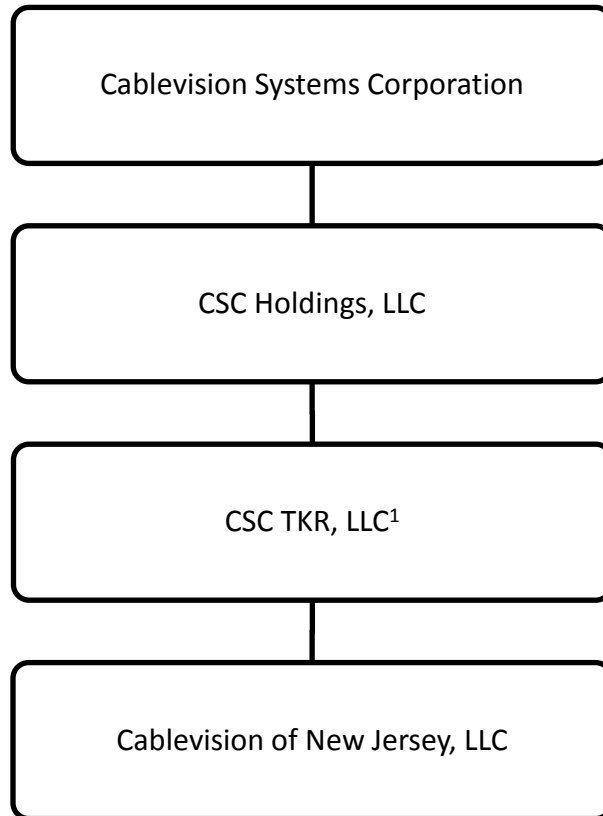 Cablevision Systems Corporation
CSC Holdings, LLC
CSC TKR, LLC¹
Cablevision of New Jersey, LLC